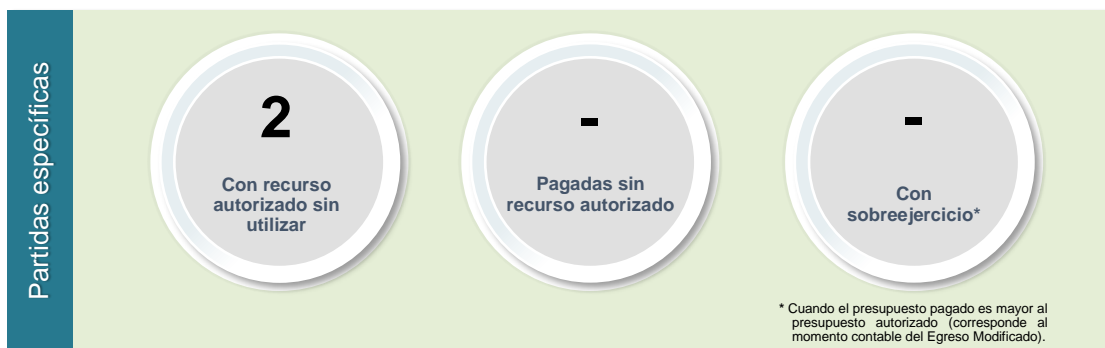 Partidas específicas
2
Con recurso
autorizado sin
utilizar
-
Pagadas sin
recurso autorizado
-
Con
sobreejercicio*
* Cuando el presupuesto pagado es mayor al
presupuesto autorizado (corresponde al
momento contable del Egreso Modificado).